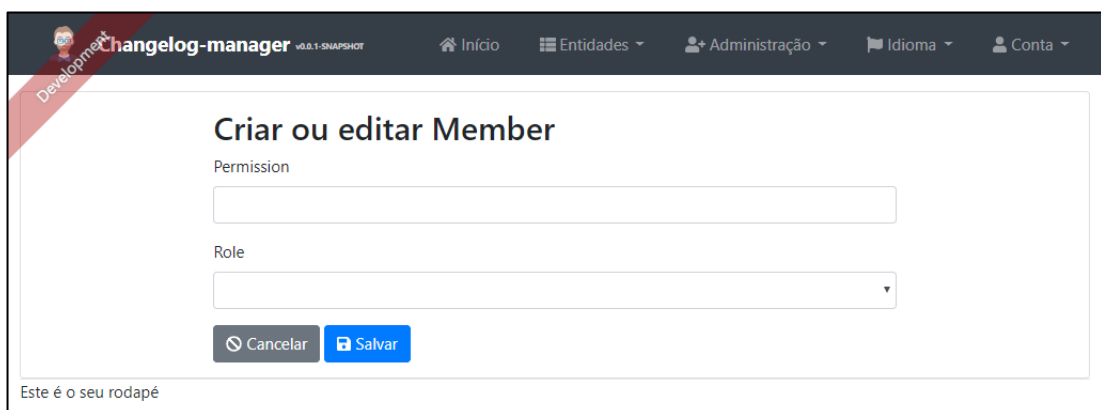 Development
Changelog-manager v0.0.1-SNAPSHOT Início Entidades Administração Idioma Conta
Criar ou editar Member
Permission
Role
Cancelar Salvar
Este é o seu rodapé